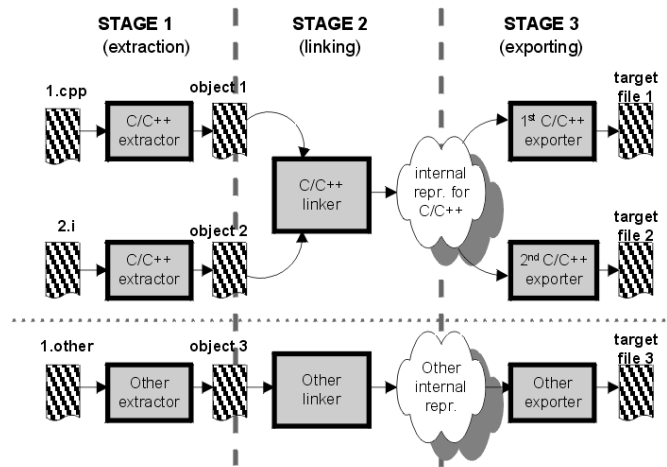 STAGE 1
(extraction)
STAGE 2
(linking)
STAGE 3
(exporting)
1.cpp
C/C++
extractor
object 1
2.i
C/C++
extractor
object 2
C/C++
linker
internal
repr. for
C/C++
1st C/C++
exporter
target
file 1
2nd C/C++
exporter
target
file 2
1.other
Other
extractor
object 3
Other
linker
Other
internal
repr.
Other
exporter
target
file 3